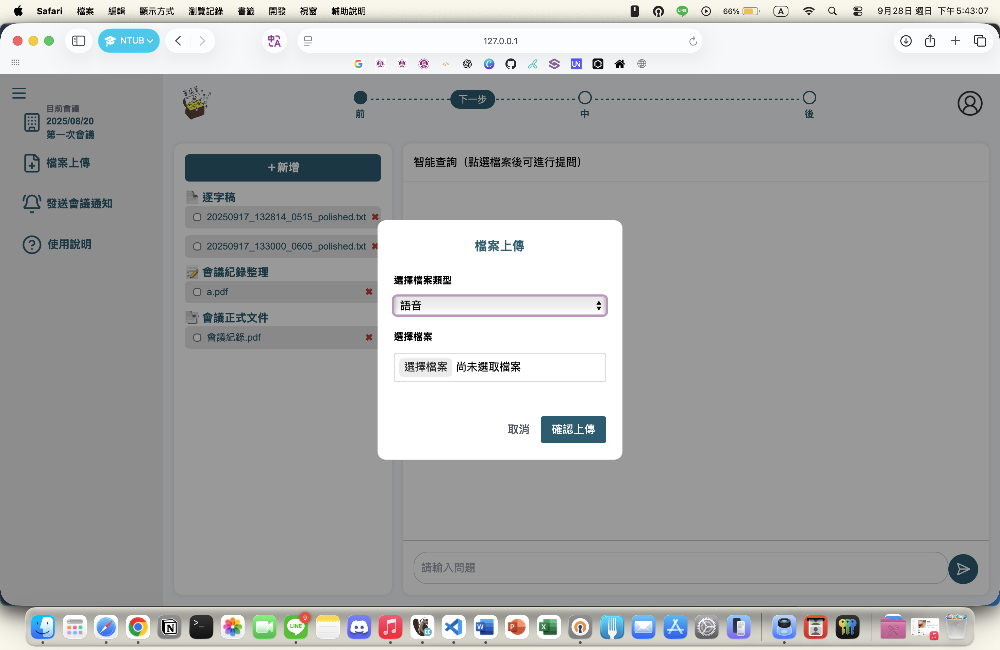 Safari 檔案 編輯 顯示方式 瀏覽記錄 書籤 開發 視窗 輔助說明 LINE 66% A 9月28日 週日 下午5:43:07
NTUB 127.0.0.1
UN
會議寶
目前會議
2025/08/20
第一次會議
檔案上傳
發送會議通知
使用說明
下一步
前 中 後
+新增
逐字稿
20250917_132814_0515_polished.txt
20250917_133000_0605_polished.txt
會議紀錄整理
a.pdf
會議正式文件
會議紀錄.pdf
智能查詢（點選檔案後可進行提問）
檔案上傳
選擇檔案類型
語音
選擇檔案
選擇檔案 尚未選取檔案
取消 確認上傳
請輸入問題
LINE 9 CE W P X